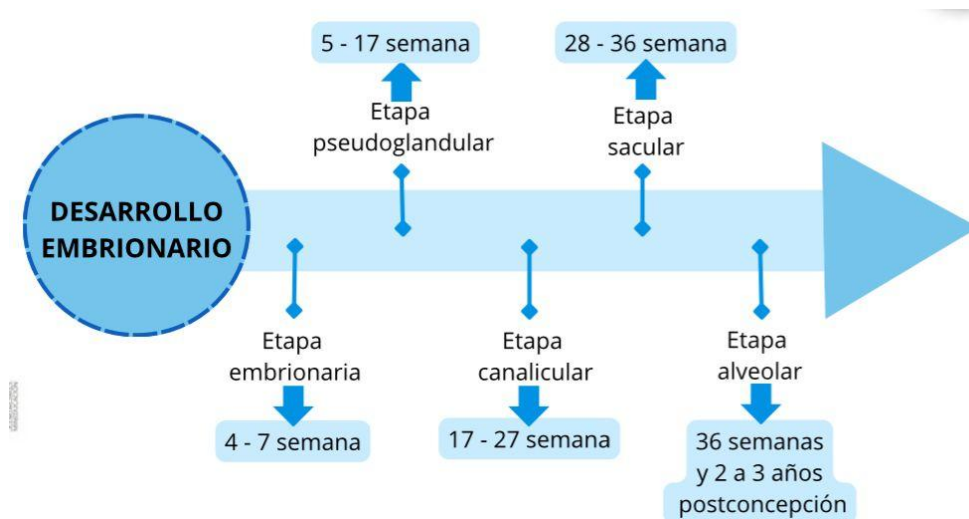 5 - 17 semana
28 - 36 semana
Etapa
pseudoglandular
Etapa
sacular
DESARROLLO
EMBRIONARIO
Etapa
embrionaria
Etapa
canalicular
Etapa
alveolar
4 - 7 semana
17 - 27 semana
36 semanas
y 2 a 3 años
postconcepción